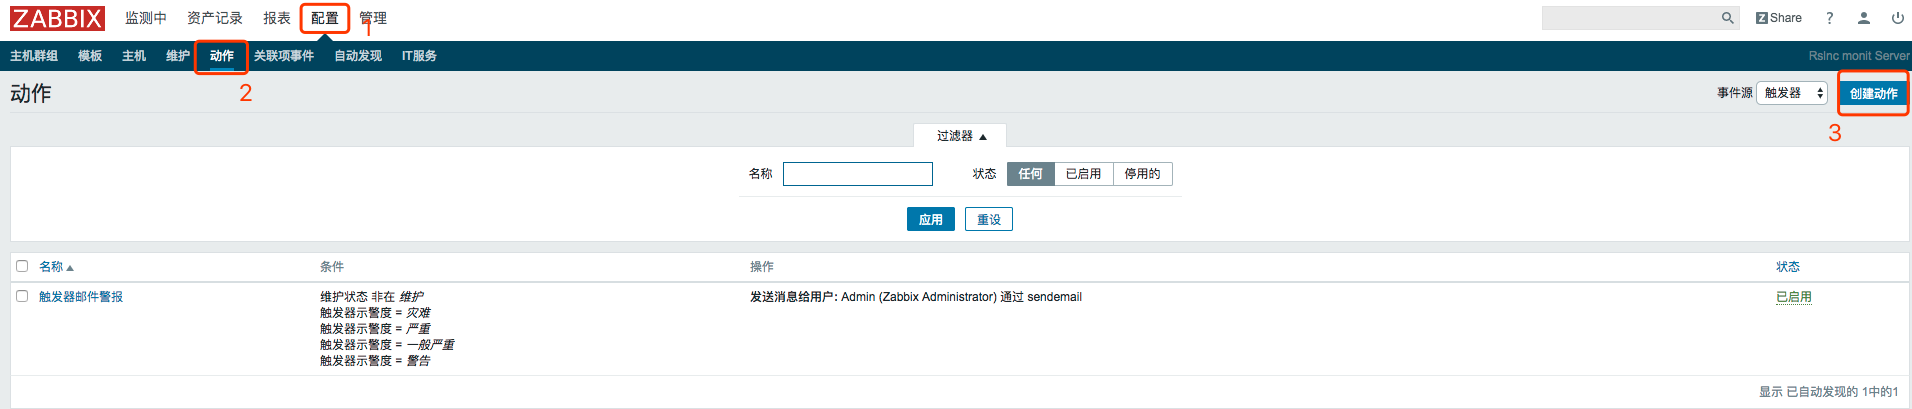 ZABBIX 监测中 资产记录 报表 配置 管理 Share ?
1
主机群组 模板 主机 维护 动作 关联项事件 自动发现 IT服务 RsInc monit Server
2
动作 事件源 触发器 创建动作
3
过滤器
名称 状态 任何 已启用 停用的
应用 重设
名称 条件 操作 状态
触发器邮件警报 维护状态 非在 维护 发送消息给用户: Admin (Zabbix Administrator) 通过 sendemail 已启用
触发器示警度 = 灾难
触发器示警度 = 严重
触发器示警度 = 一般严重
触发器示警度 = 警告
显示 已自动发现的 1中的1